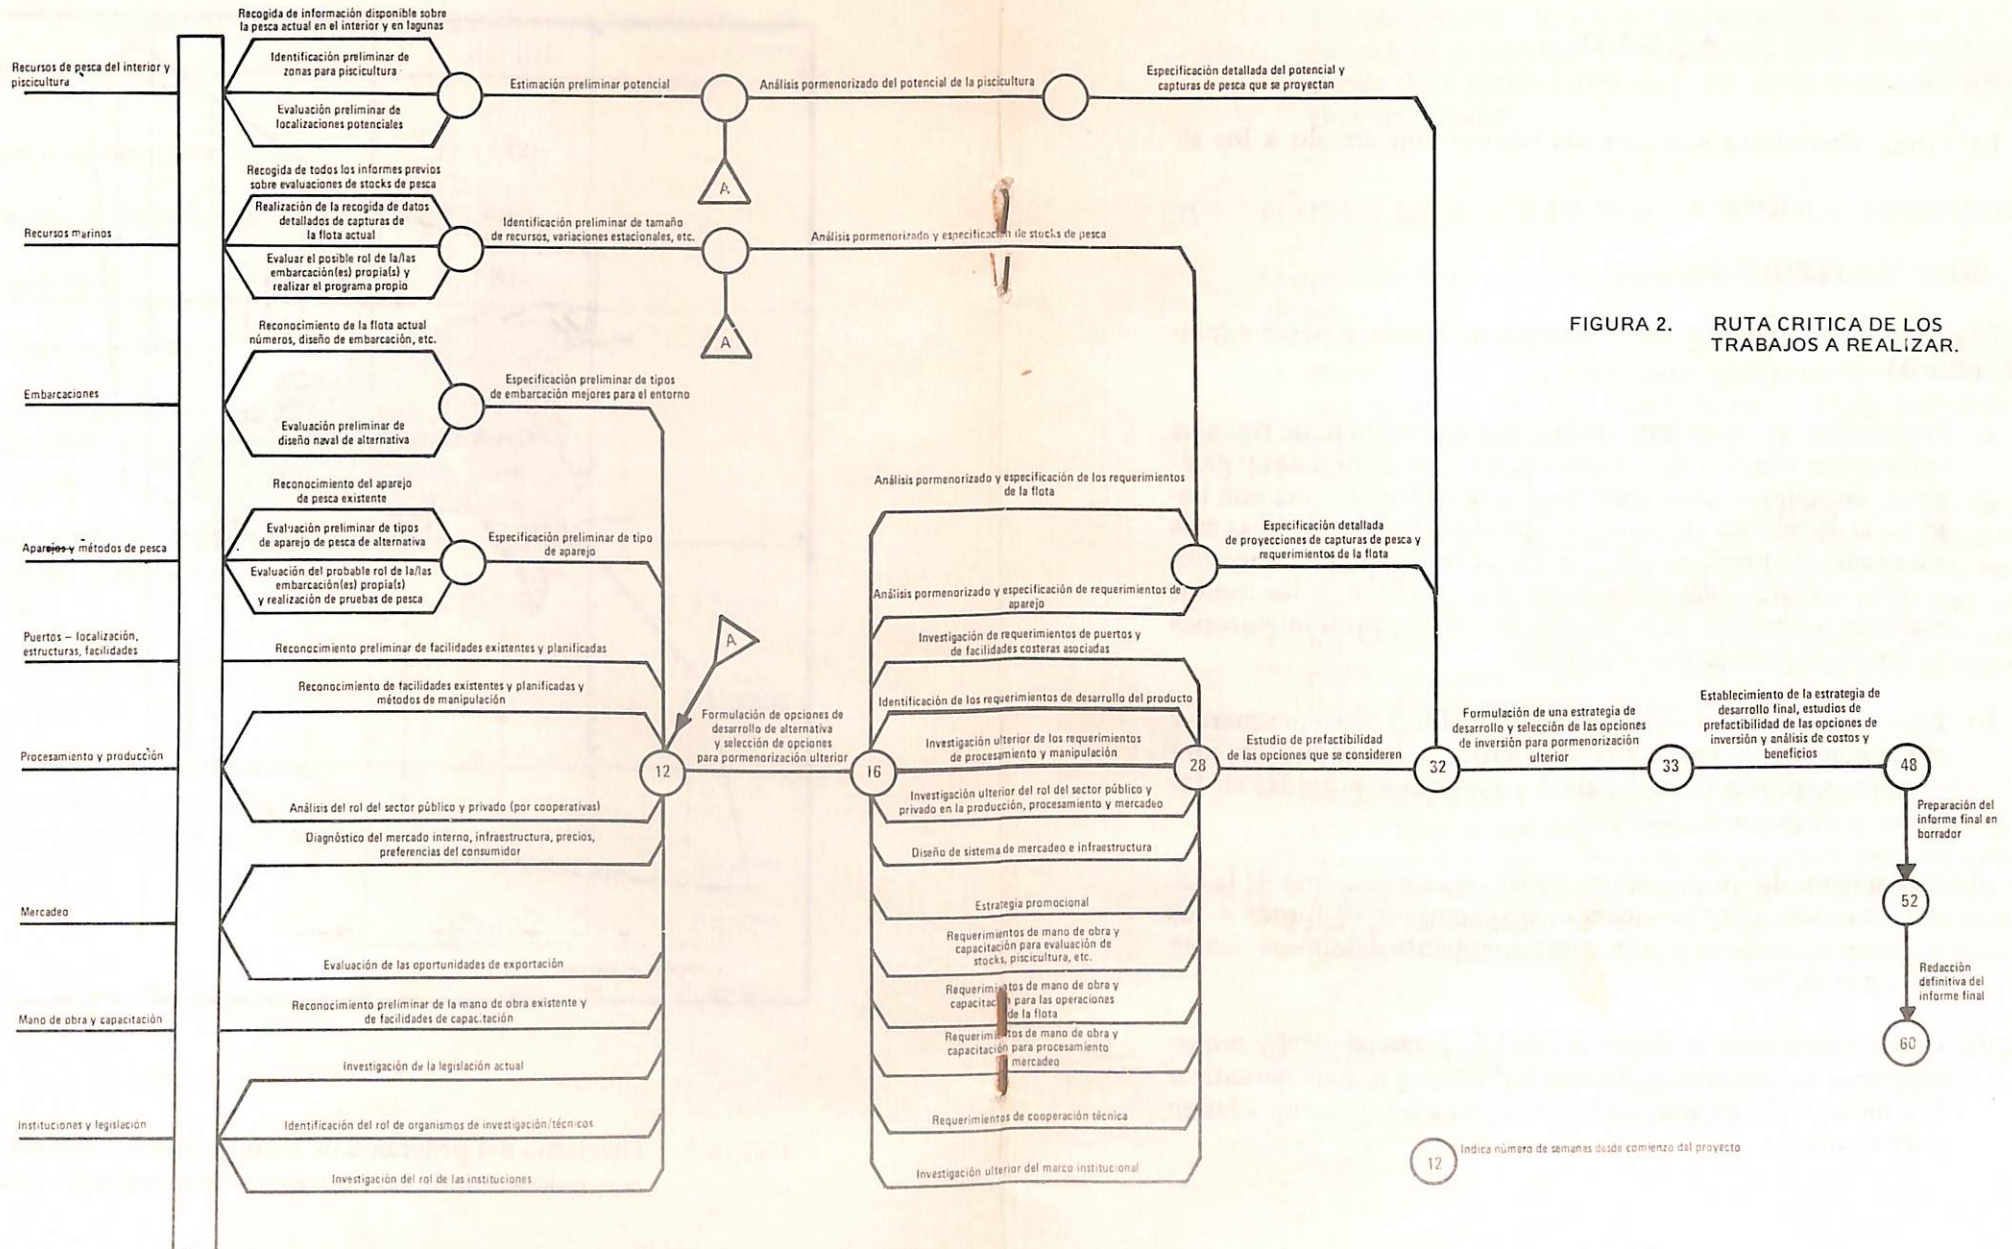 Recogida de información disponible sobre
la pesca actual en el interior y en lagunas
Recursos de pesca del interior y
piscicultura
Identificación preliminar de
zonas para piscicultura
Evaluación preliminar de
localizaciones potenciales
Estimación preliminar potencial
Análisis pormenorizado del potencial de la piscicultura
Especificación detallada del potencial y
capturas de pesca que se proyectan
A
Recogida de todos los informes previos
sobre evaluaciones de stocks de pesca
Recursos marinos
Realización de la recogida de datos
detallados de capturas de
la flota actual
Evaluar el posible rol de la/las
embarcación(es) propia(s) y
realizar el programa propio
Identificación preliminar de tamaño
de recursos, variaciones estacionales, etc.
Análisis pormenorizado y especificación de stocks de pesca
A
FIGURA 2. RUTA CRITICA DE LOS
TRABAJOS A REALIZAR.
Reconocimiento de la flota actual
números, diseño de embarcación, etc.
Embarcaciones
Evaluación preliminar de
diseño naval de alternativa
Especificación preliminar de tipos
de embarcación mejores para el entorno
Reconocimiento del aparejo
de pesca existente
Aparejos y métodos de pesca
Evaluación preliminar de tipos
de aparejo de pesca de alternativa
Evaluación del probable rol de la/las
embarcación(es) propia(s)
y realización de pruebas de pesca
Especificación preliminar de tipo
de aparejo
Análisis pormenorizado y especificación de los requerimientos
de la flota
Análisis pormenorizado y especificación de requerimientos de
aparejo
Especificación detallada
de proyecciones de capturas de pesca y
requerimientos de la flota
Puertos – localización,
estructuras, facilidades
Reconocimiento preliminar de facilidades existentes y planificadas
A
Investigación de requerimientos de puertos y
de facilidades costeras asociadas
Procesamiento y producción
Reconocimiento de facilidades existentes y planificadas y
métodos de manipulación
Análisis del rol del sector público y privado (por cooperativas)
12
Formulación de opciones de
desarrollo de alternativa
y selección de opciones
para pormenorización ulterior
16
Identificación de los requerimientos de desarrollo del producto
Investigación ulterior de los requerimientos
de procesamiento y manipulación
Investigación ulterior del rol del sector público y
privado en la producción, procesamiento y mercadeo
28
Estudio de prefactibilidad
de las opciones que se consideren
32
Formulación de una estrategia de
desarrollo y selección de las opciones
de inversión para pormenorización
ulterior
33
Establecimiento de la estrategia de
desarrollo final, estudios de
prefactibilidad de las opciones de
inversión y análisis de costos y
beneficios
48
Preparación del
informe final en
borrador
52
Redacción
definitiva del
informe final
60
Mercadeo
Diagnóstico del mercado interno, infraestructura, precios,
preferencias del consumidor
Evaluación de las oportunidades de exportación
Diseño de sistema de mercadeo e infraestructura
Estrategia promocional
Mano de obra y capacitación
Reconocimiento preliminar de la mano de obra existente y
de facilidades de capacitación
Requerimientos de mano de obra y
capacitación para evaluación de
stocks, piscicultura, etc.
Requerimientos de mano de obra y
capacitación para las operaciones
de la flota
Requerimientos de mano de obra y
capacitación para procesamiento
mercadeo
Instituciones y legislación
Investigación de la legislación actual
Identificación del rol de organismos de investigación/técnicos
Investigación del rol de las instituciones
Requerimientos de cooperación técnica
Investigación ulterior del marco institucional
12
Indica número de semanas desde comienzo dal proyecto